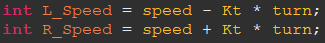 int L_Speed = speed - Kt * turn;
int R_Speed = speed + Kt * turn;